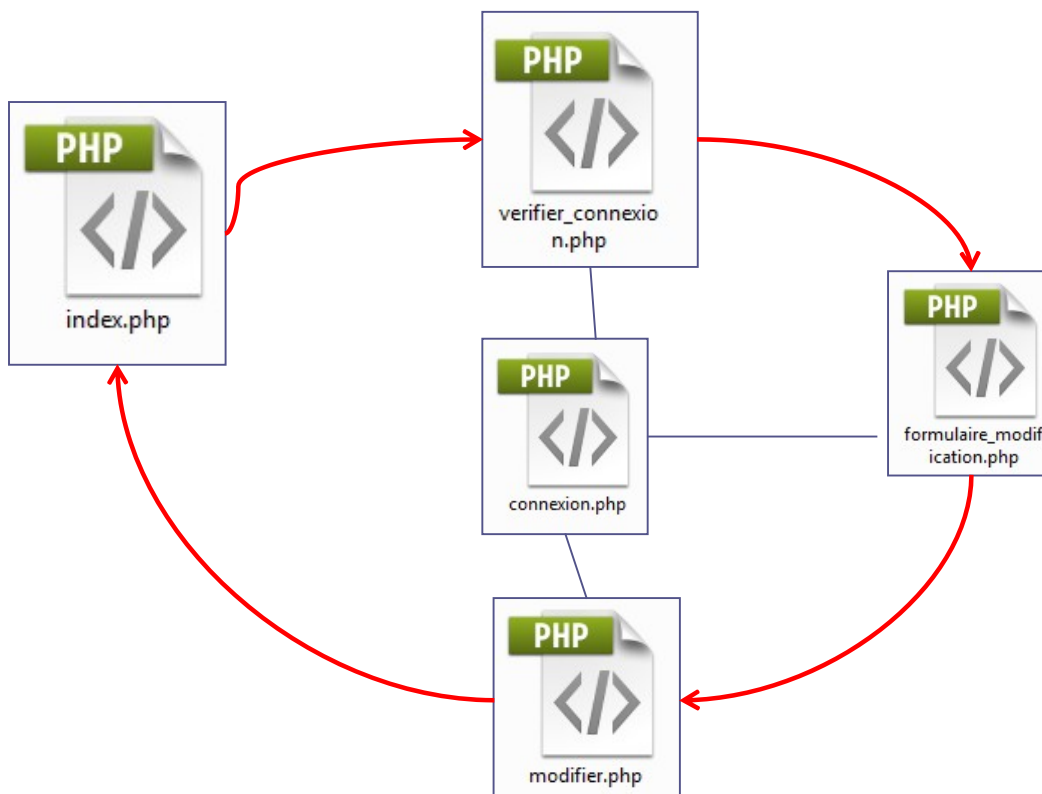 PHP
index.php
PHP
verifier_connexio
n.php
PHP
formulaire_modif
ication.php
PHP
connexion.php
PHP
modifier.php